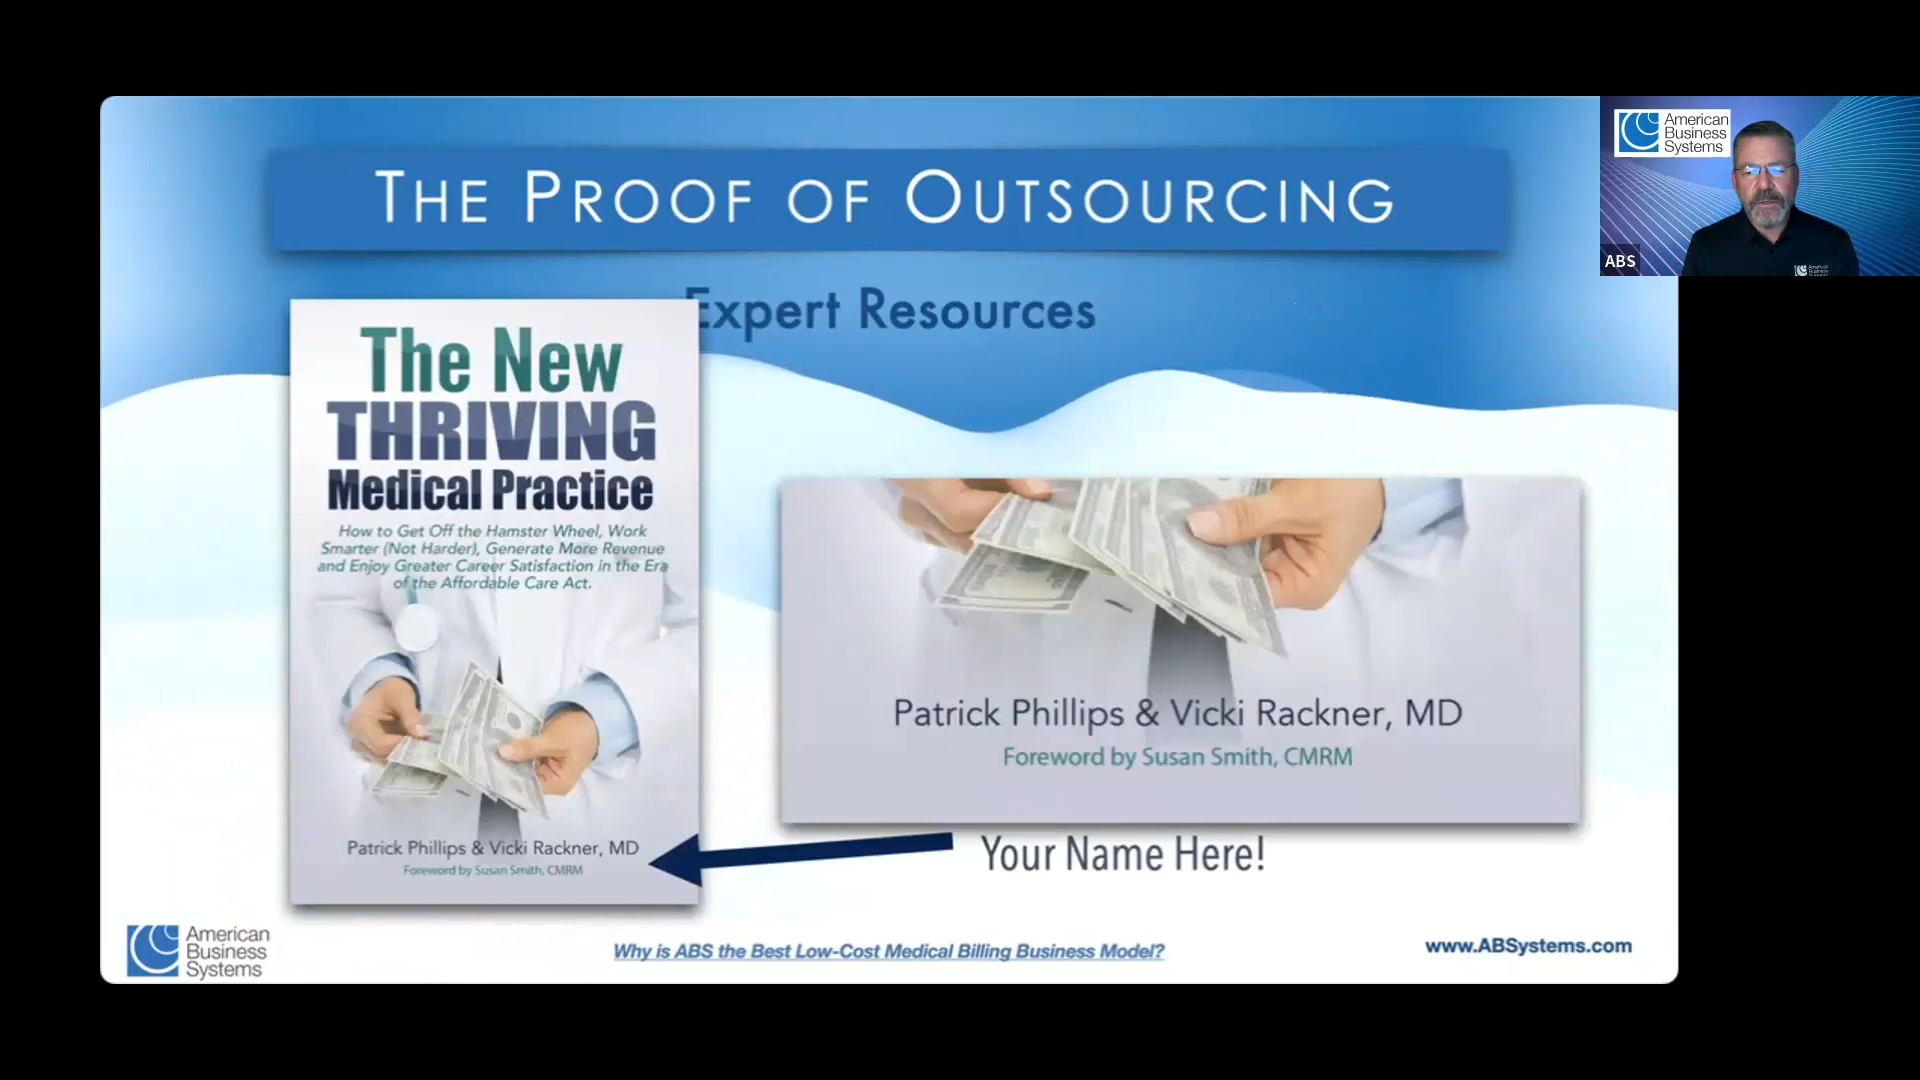 THE PROOF OF OUTSOURCING
Expert Resources
The New
THRIVING
Medical Practice
How to Get Off the Hamster Wheel, Work
Smarter (Not Harder), Generate More Revenue
and Enjoy Greater Career Satisfaction in the Era
of the Affordable Care Act.
Patrick Phillips & Vicki Rackner, MD
Foreword by Susan Smith, CMRM
Patrick Phillips & Vicki Rackner, MD
Foreword by Susan Smith, CMRM
Your Name Here!
American
Business
Systems
Why is ABS the Best Low-Cost Medical Billing Business Model?
www.ABSystems.com
American
Business
Systems
ABS